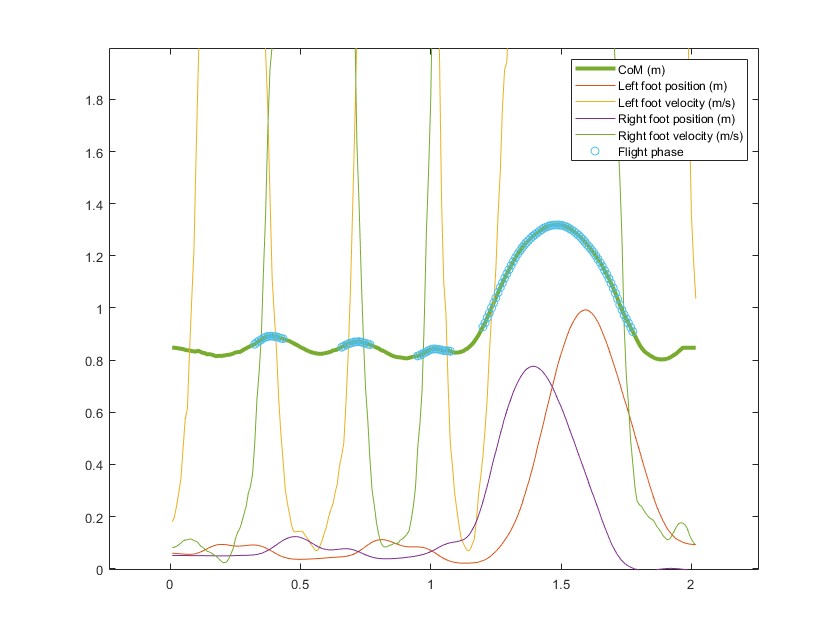 CoM (m)
Left foot position (m)
Left foot velocity (m/s)
Right foot position (m)
Right foot velocity (m/s)
Flight phase
1.8
1.6
1.4
1.2
1
0.8
0.6
0.4
0.2
0
0 0.5 1 1.5 2